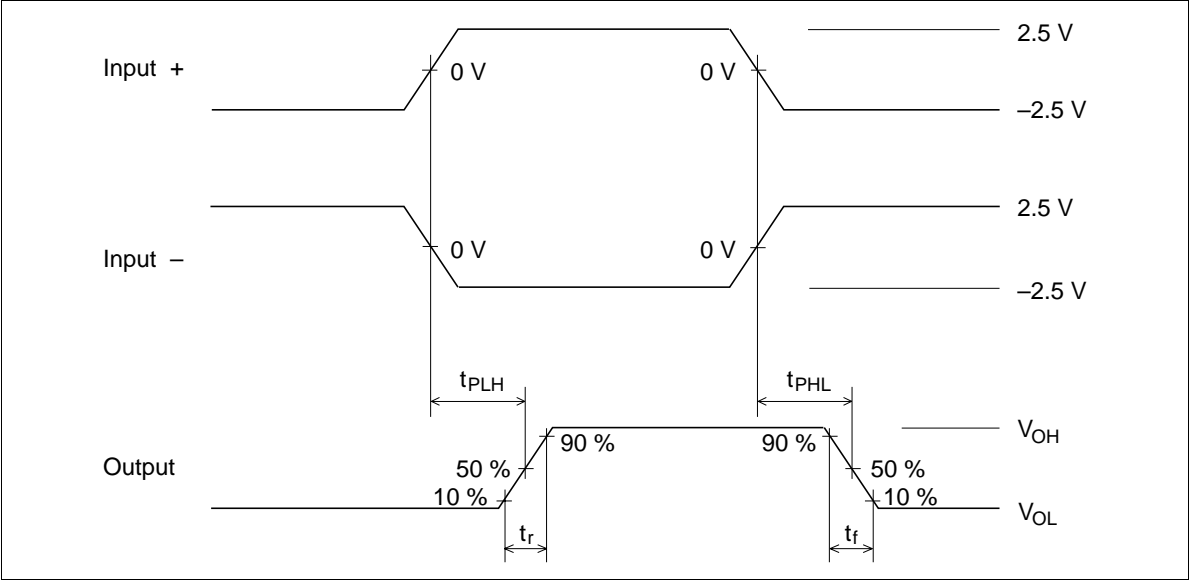 2.5 V
Input +
0 V
0 V
–2.5 V
2.5 V
Input –
0 V
0 V
–2.5 V
tPLH
tPHL
VOH
90 %
90 %
Output
50 %
50 %
10 %
10 %
VOL
tr
tf